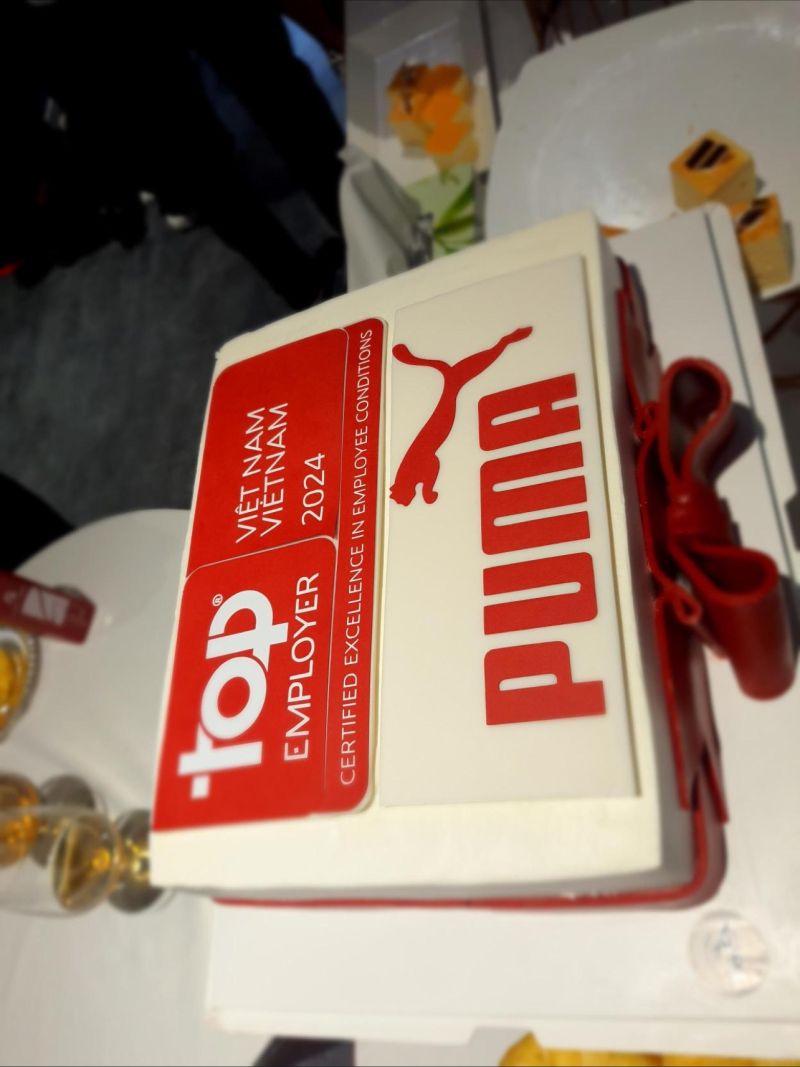 top®
EMPLOYER
VIỆT NAM
VIETNAM
2024
CERTIFIED EXCELLENCE IN EMPLOYEE CONDITIONS
PUMA